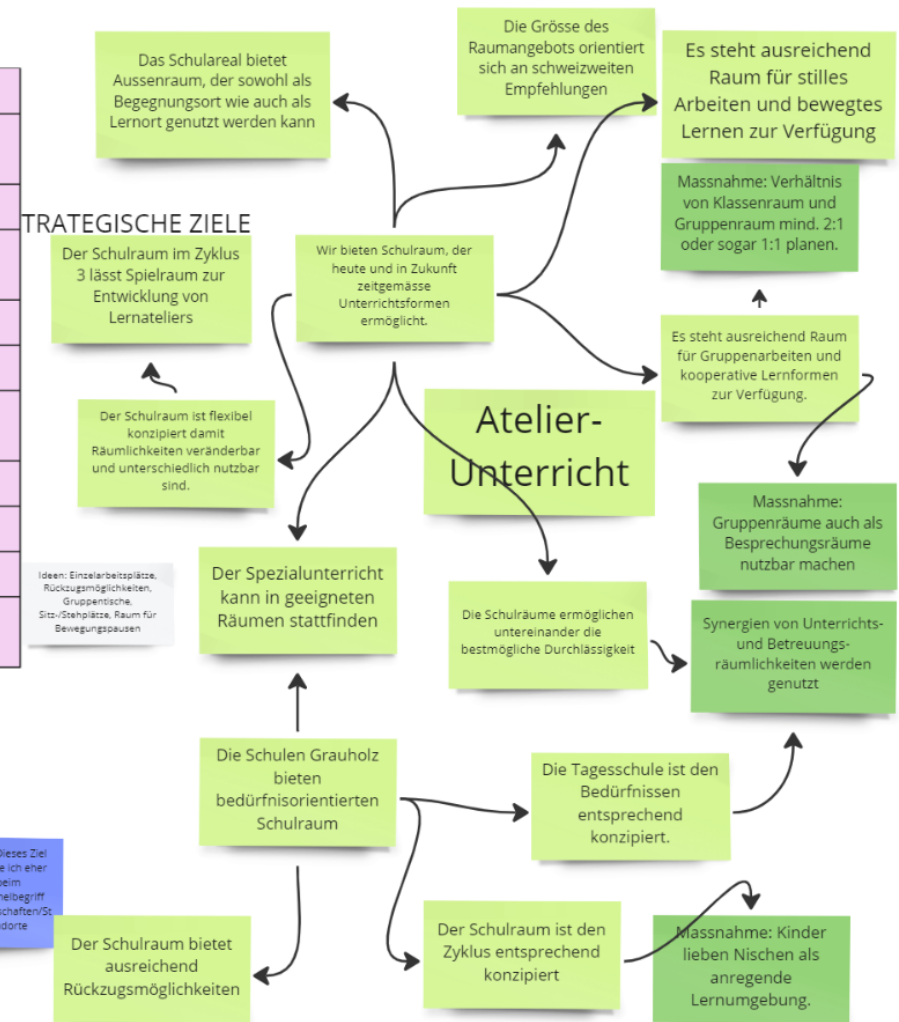 Das Schulareal bietet
Aussenraum, der sowohl als
Begegnungsort wie auch als
Lernort genutzt werden kann
Die Grösse des
Raumangebots orientiert
sich an schweizweiten
Empfehlungen
Es steht ausreichend
Raum für stilles
Arbeiten und bewegtes
Lernen zur Verfügung
Massnahme: Verhältnis
von Klassenraum und
Gruppenraum mind. 2:1
oder sogar 1:1 planen.
TRATEGISCHE ZIELE
Der Schulraum im Zyklus
3 lässt Spielraum zur
Entwicklung von
Lernateliers
Wir bieten Schulraum, der
heute und in Zukunft
zeitgemässe
Unterrichtsformen
ermöglicht.
Es steht ausreichend Raum
für Gruppenarbeiten und
kooperative Lernformen
zur Verfügung.
Der Schulraum ist flexibel
konzipiert damit
Räumlichkeiten veränderbar
und unterschiedlich nutzbar
sind.
Atelier-
Unterricht
Massnahme:
Gruppenräume auch als
Besprechungsräume
nutzbar machen
Ideen: Einzelarbeitsplätze,
Rückzugsmöglichkeiten,
Gruppentische,
Sitz-/Stehplätze, Raum für
Bewegungspausen
Der Spezialunterricht
kann in geeigneten
Räumen stattfinden
Die Schulräume ermöglichen
untereinander die
bestmögliche Durchlässigkeit
Synergien von Unterrichts-
und Betreuungs-
räumlichkeiten werden
genutzt
Die Schulen Grauholz
bieten
bedürfnisorientierten
Schulraum
Die Tagesschule ist den
Bedürfnissen
entsprechend
konzipiert.
Dieses Ziel
e ich eher
beim
nelbegriff
schaften/St
ndorte
Der Schulraum bietet
ausreichend
Rückzugsmöglichkeiten
Der Schulraum ist den
Zyklus entsprechend
konzipiert
Massnahme: Kinder
lieben Nischen als
anregende
Lernumgebung.